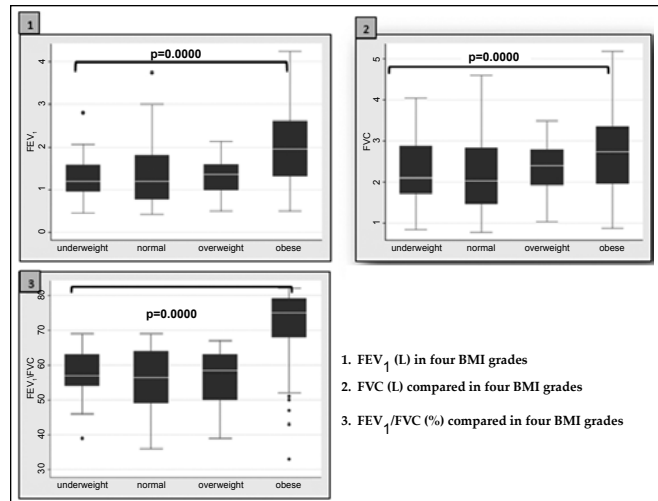 1
p=0.0000
4
3
2
1
0
FEV1
underweight normal overweight obese
2
p=0.0000
5
4
3
2
1
FVC
underweight normal overweight obese
3
p=0.0000
80
70
60
50
40
30
FEV1\FVC
underweight normal overweight obese
1. FEV1 (L) in four BMI grades
2. FVC (L) compared in four BMI grades
3. FEV1/FVC (%) compared in four BMI grades